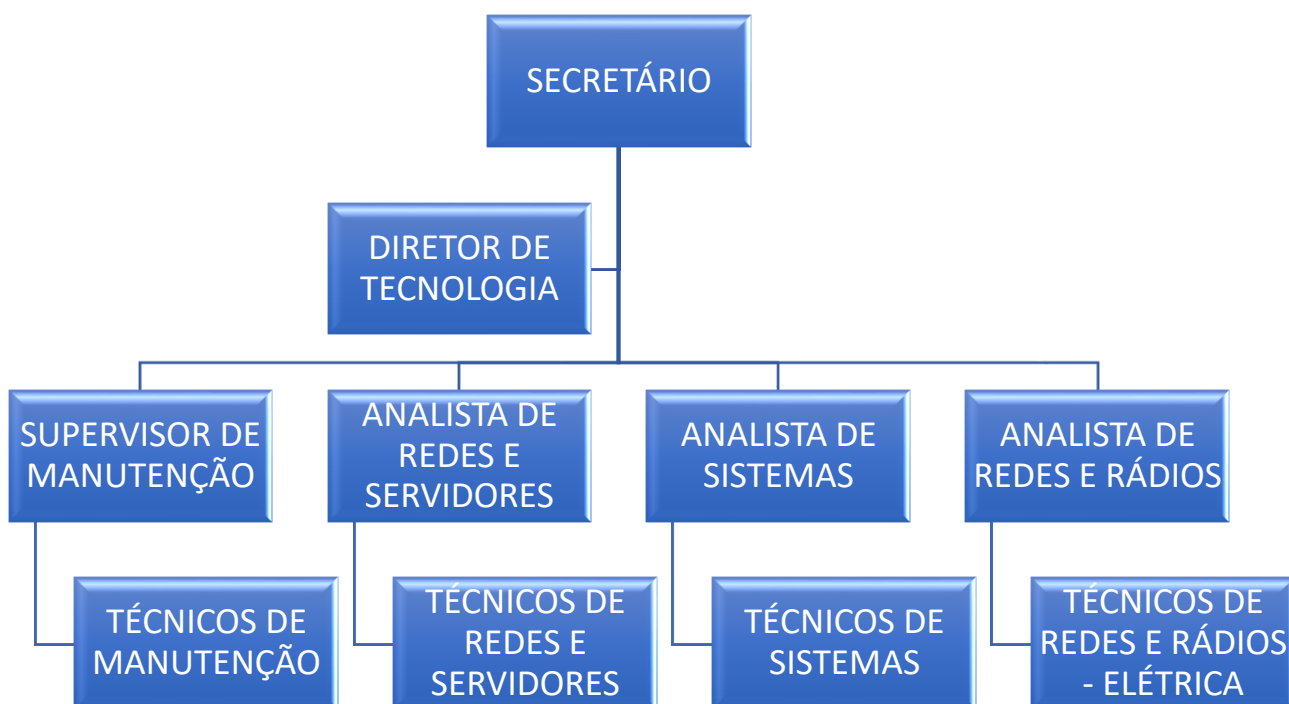 SECRETÁRIO
DIRETOR DE
TECNOLOGIA
SUPERVISOR DE
MANUTENÇÃO
ANALISTA DE
REDES E
SERVIDORES
ANALISTA DE
SISTEMAS
ANALISTA DE
REDES E RÁDIOS
TÉCNICOS DE
MANUTENÇÃO
TÉCNICOS DE
REDES E
SERVIDORES
TÉCNICOS DE
SISTEMAS
TÉCNICOS DE
REDES E RÁDIOS
- ELÉTRICA